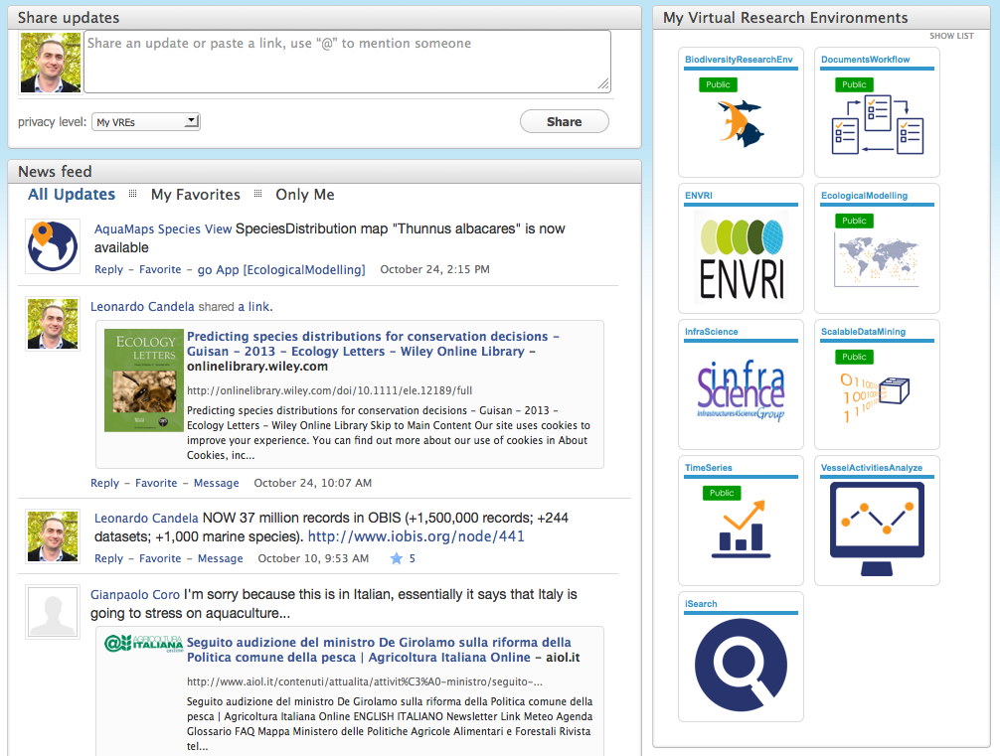 Share updates
Share an update or paste a link, use “@” to mention someone
privacy level:
My VREs
Share
News feed
All Updates
My Favorites
Only Me
AquaMaps Species View SpeciesDistribution map "Thunnus albacares" is now
available
Reply – Favorite – go App [EcologicalModelling] October 24, 2:15 PM
Leonardo Candela shared a link.
ECOLOGY
LETTERS
Predicting species distributions for conservation decisions –
Guisan – 2013 – Ecology Letters – Wiley Online Library –
onlinelibrary.wiley.com
http://onlinelibrary.wiley.com/doi/10.1111/ele.12189/full
Predicting species distributions for conservation decisions – Guisan – 2013 –
Ecology Letters – Wiley Online Library Skip to Main Content Our site uses cookies to
improve your experience. You can find out more about our use of cookies in About
Cookies, inc...
Reply – Favorite – Message October 24, 10:07 AM
Leonardo Candela NOW 37 million records in OBIS (+1,500,000 records; +244
datasets; +1,000 marine species). http://www.iobis.org/node/441
Reply – Favorite – Message October 10, 9:53 AM 5
Gianpaolo Coro I'm sorry because this is in Italian, essentially it says that Italy is
going to stress on aquaculture...
@ AGRICOLTURA
ITALIANA
online
Seguito audizione del ministro De Girolamo sulla riforma della
Politica comune della pesca | Agricoltura Italiana Online – aiol.it
http://www.aiol.it/contenuti/attualita/attivit%C3%A0-ministro/seguito-...
Seguito audizione del ministro De Girolamo sulla riforma della Politica comune della
pesca | Agricoltura Italiana Online ENGLISH ITALIANO Newsletter Link Meteo Agenda
Glossario FAQ Mappa Ministero delle Politiche Agricole Alimentari e Forestali Rivista
tel...
My Virtual Research Environments
SHOW LIST
BiodiversityResearchEnv
Public
DocumentsWorkflow
Public
ENVRI
ENVRI
EcologicalModelling
Public
InfraScience
infra
Science
Infrastructures4Science Group
ScalableDataMining
Public
01100
10010
11101
TimeSeries
Public
VesselActivitiesAnalyze
iSearch